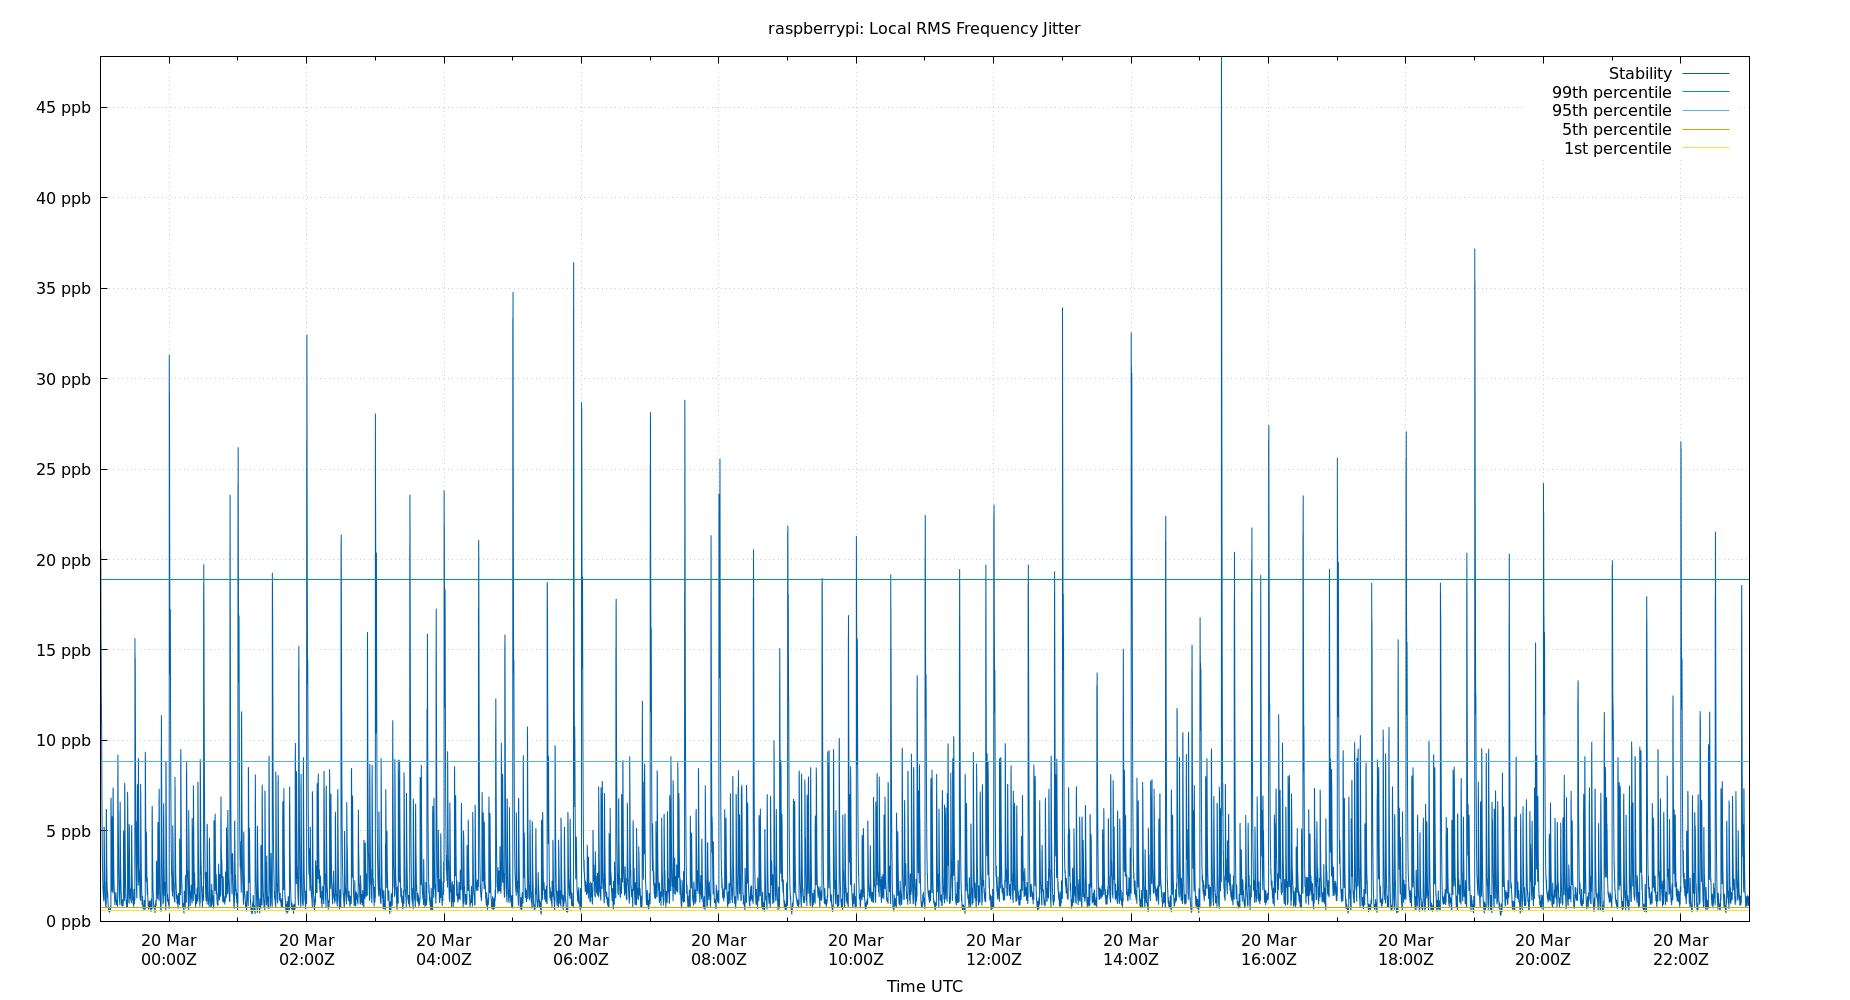 raspberrypi: Local RMS Frequency Jitter
Stability
99th percentile
95th percentile
5th percentile
1st percentile
45 ppb
40 ppb
35 ppb
30 ppb
25 ppb
20 ppb
15 ppb
10 ppb
5 ppb
0 ppb
20 Mar 20 Mar 20 Mar 20 Mar 20 Mar 20 Mar 20 Mar 20 Mar 20 Mar 20 Mar 20 Mar 20 Mar
00:00Z 02:00Z 04:00Z 06:00Z 08:00Z 10:00Z 12:00Z 14:00Z 16:00Z 18:00Z 20:00Z 22:00Z
Time UTC